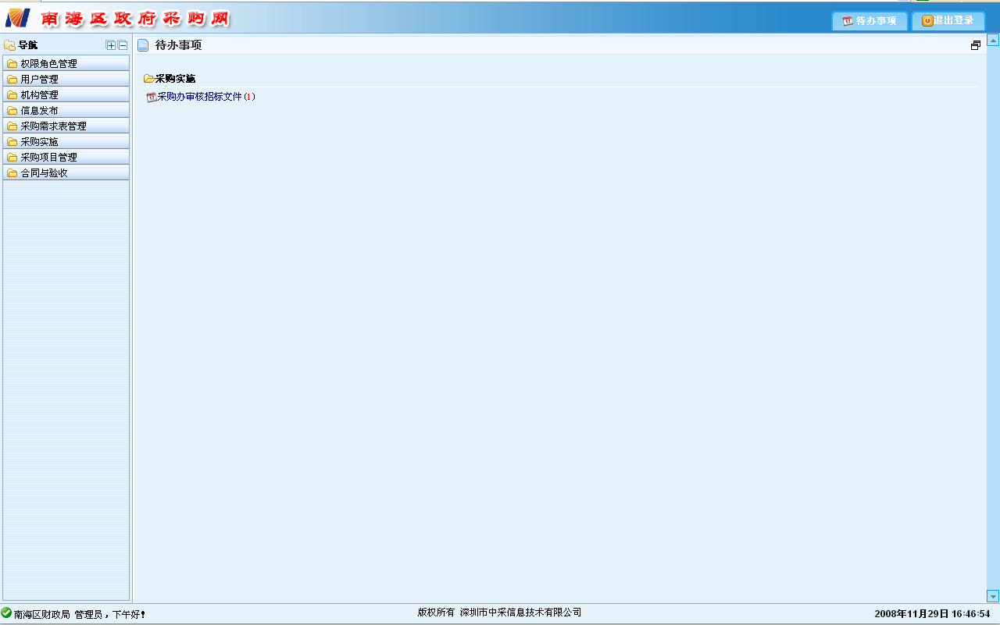 南海区政府采购网
待办事项 退出登录
导航
权限角色管理
用户管理
机构管理
信息发布
采购需求表管理
采购实施
采购项目管理
合同与验收
待办事项
采购实施
采购办审核招标文件(1)
南海区财政局 管理员，下午好！
版权所有 深圳市中采信息技术有限公司
2008年11月29日 16:46:54